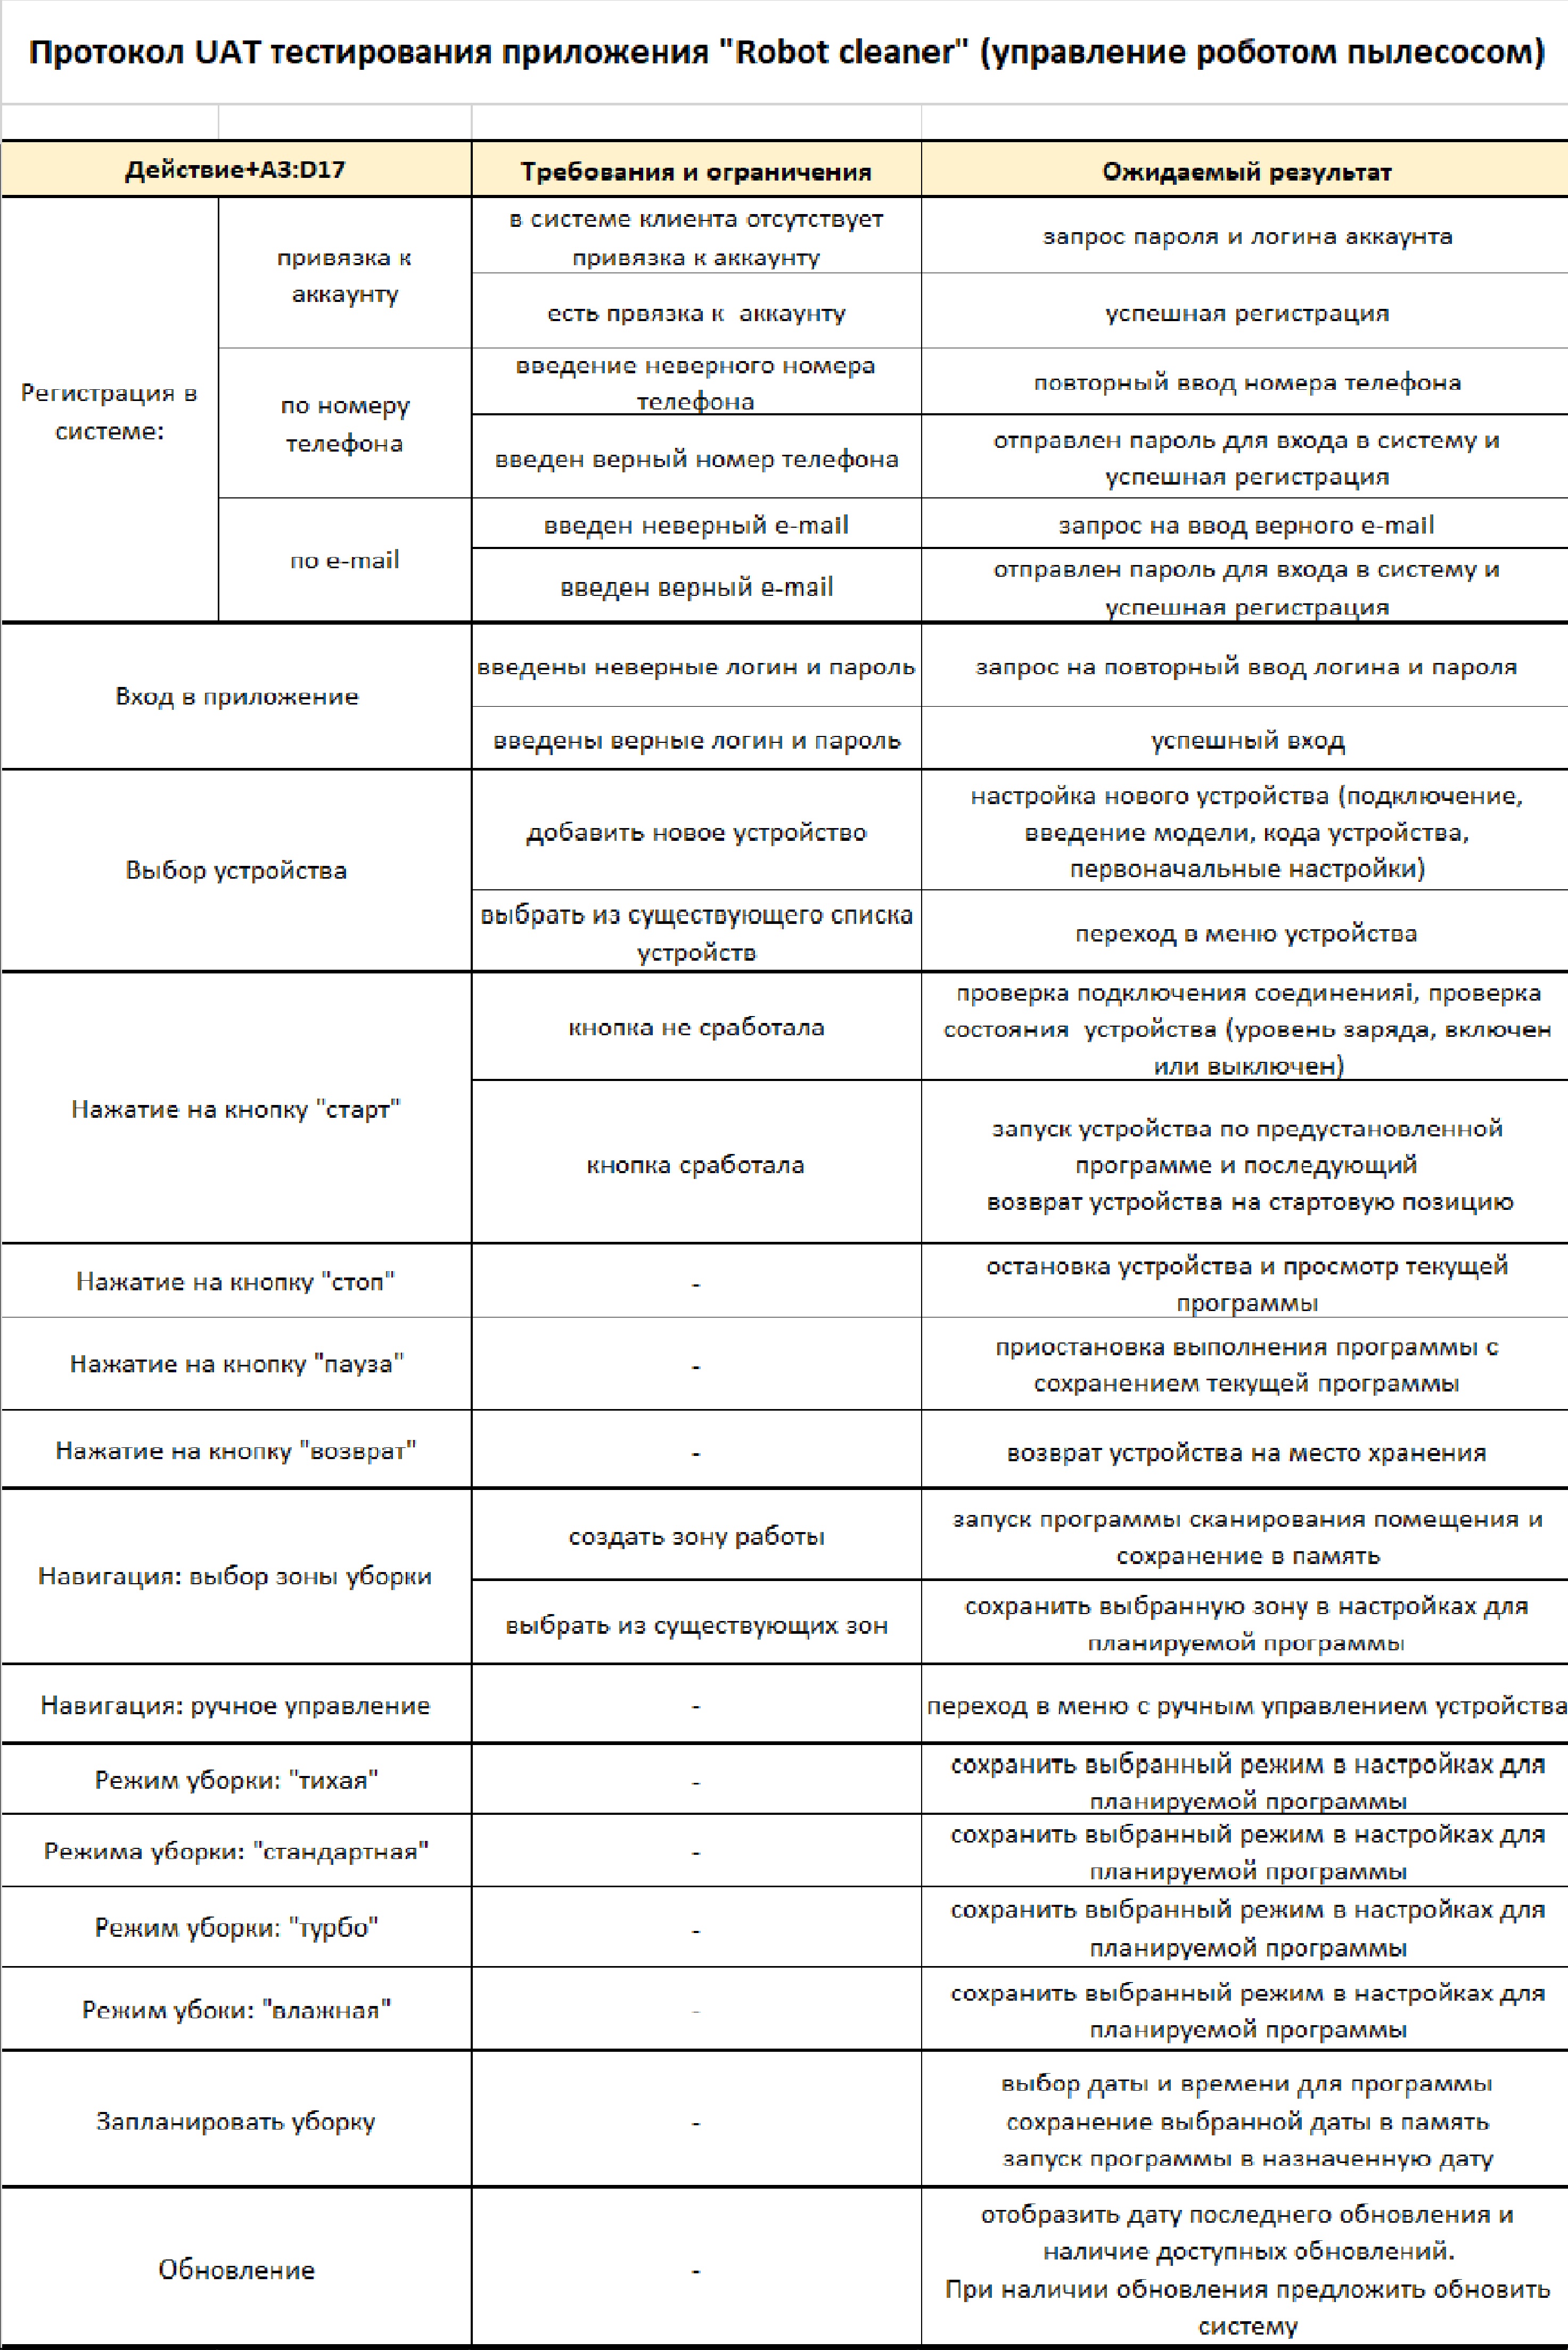 Протокол UAT тестирования приложения "Robot cleaner" (управление роботом пылесосом)
Действие+A3:D17
Требования и ограничения
Ожидаемый результат
Регистрация в
системе:
привязка к
аккаунту
в системе клиента отсутствует
привязка к аккаунту
запрос пароля и логина аккаунта
есть првязка к  аккаунту
успешная регистрация
по номеру
телефона
введение неверного номера
телефона
повторный ввод номера телефона
введен верный номер телефона
отправлен пароль для входа в систему и
успешная регистрация
по e-mail
введен неверный e-mail
запрос на ввод верного e-mail
введен верный e-mail
отправлен пароль для входа в систему и
успешная регистрация
Вход в приложение
введены неверные логин и пароль
запрос на повторный ввод логина и пароля
введены верные логин и пароль
успешный вход
Выбор устройства
добавить новое устройство
настройка нового устройства (подключение,
введение модели, кода устройства,
первоначальные настройки)
выбрать из существующего списка
устройств
переход в меню устройства
Нажатие на кнопку "старт"
кнопка не сработала
проверка подключения соединенияi, проверка
состояния  устройства (уровень заряда, включен
или выключен)
кнопка сработала
запуск устройства по предустановленной
программе и последующий
возврат устройства на стартовую позицию
Нажатие на кнопку "стоп"
-
остановка устройства и просмотр текущей
программы
Нажатие на кнопку "пауза"
-
приостановка выполнения программы с
сохранением текущей программы
Нажатие на кнопку "возврат"
-
возврат устройства на место хранения
Навигация: выбор зоны уборки
создать зону работы
запуск программы сканирования помещения и
сохранение в память
выбрать из существующих зон
сохранить выбранную зону в настройках для
планируемой программы
Навигация: ручное управление
-
переход в меню с ручным управлением устройства
Режим уборки: "тихая"
-
сохранить выбранный режим в настройках для
планируемой программы
Режима уборки: "стандартная"
-
сохранить выбранный режим в настройках для
планируемой программы
Режим уборки: "турбо"
-
сохранить выбранный режим в настройках для
планируемой программы
Режим убоки: "влажная"
-
сохранить выбранный режим в настройках для
планируемой программы
Запланировать уборку
-
выбор даты и времени для программы
сохранение выбранной даты в память
запуск программы в назначенную дату
Обновление
-
отобразить дату последнего обновления и
наличие доступных обновлений.
При наличии обновления предложить обновить
систему